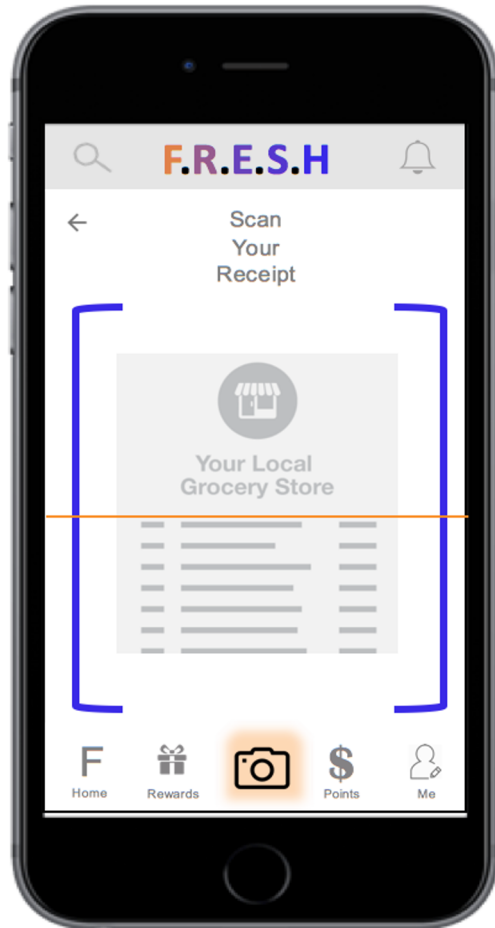 F.R.E.S.H
Scan
Your
Receipt
Your Local
Grocery Store
F
$
Home
Rewards
Points
Me